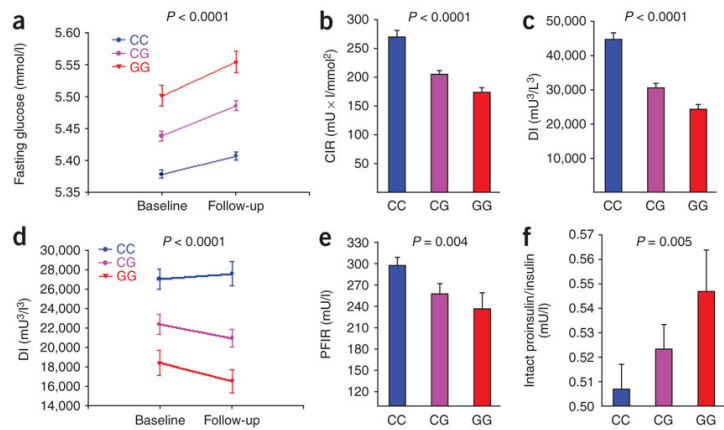 a
P < 0.0001
Fasting glucose (mmol/l)
5.60
5.55
5.50
5.45
5.40
5.35
CC
CG
GG
Baseline Follow-up
b
P < 0.0001
CIR (mU × l/mmol²)
300
250
200
150
100
50
CC CG GG
c
P < 0.0001
DI (mU³/L³)
50,000
40,000
30,000
20,000
10,000
CC CG GG
d
P < 0.0001
DI (mU³/l³)
30,000
28,000
26,000
24,000
22,000
20,000
18,000
16,000
14,000
CC
CG
GG
Baseline Follow-up
e
P = 0.004
PFIR (mU/l)
330
300
270
240
210
180
150
120
CC CG GG
f
P = 0.005
Intact proinsulin/insulin
(mU/l)
0.57
0.56
0.55
0.54
0.53
0.52
0.51
0.50
CC CG GG